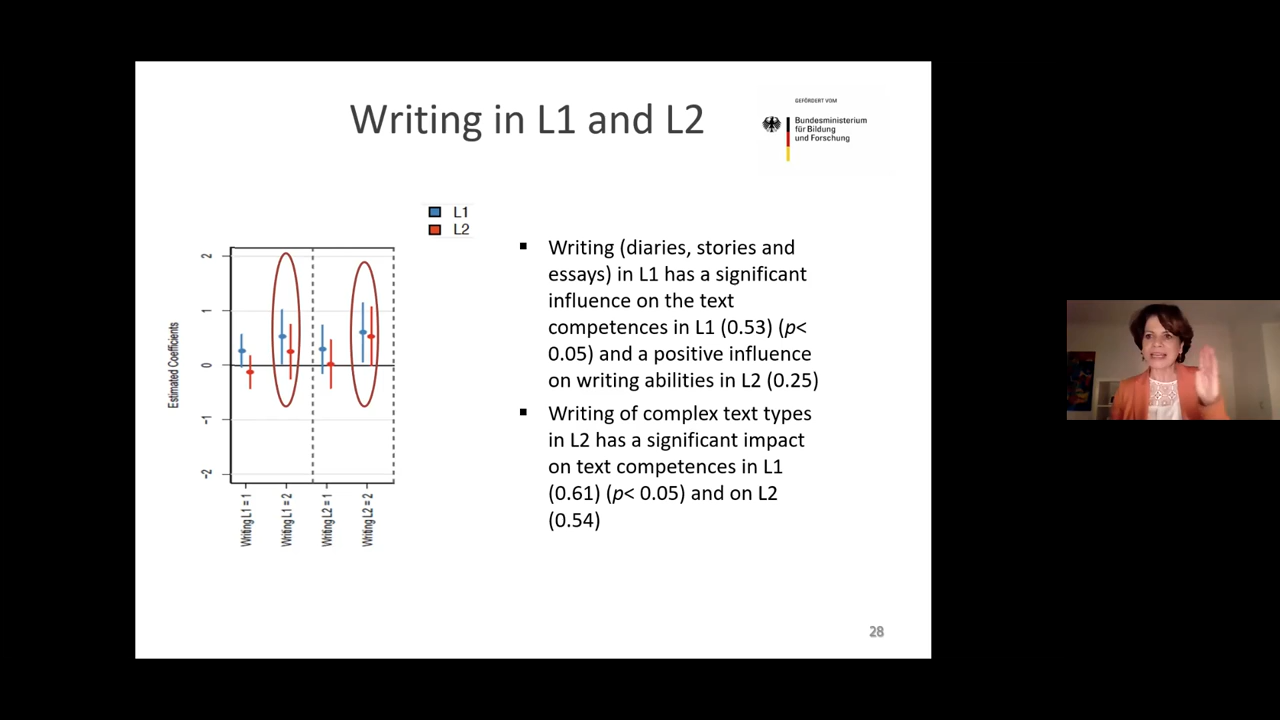 Writing in L1 and L2
GEFÖRDERT VOM
Bundesministerium
für Bildung
und Forschung
L1
L2
Estimated Coefficients
2
1
0
-1
-2
Writing L1 = 1
Writing L1 = 2
Writing L2 = 1
Writing L2 = 2
▪ Writing (diaries, stories and
essays) in L1 has a significant
influence on the text
competences in L1 (0.53) (p<
0.05) and a positive influence
on writing abilities in L2 (0.25)
▪ Writing of complex text types
in L2 has a significant impact
on text competences in L1
(0.61) (p< 0.05) and on L2
(0.54)
28